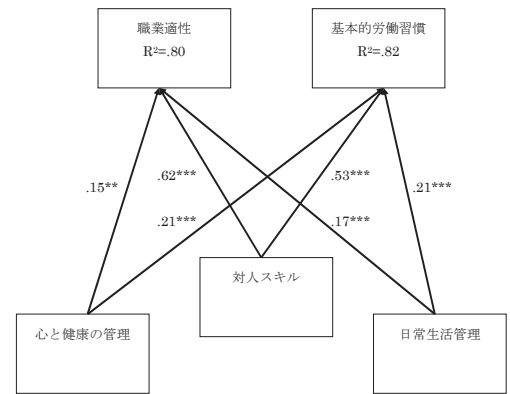 職業適性
R²=.80
基本的労働習慣
R²=.82
.15**
.62***
.53***
.21***
.21***
.17***
対人スキル
心と健康の管理
日常生活管理